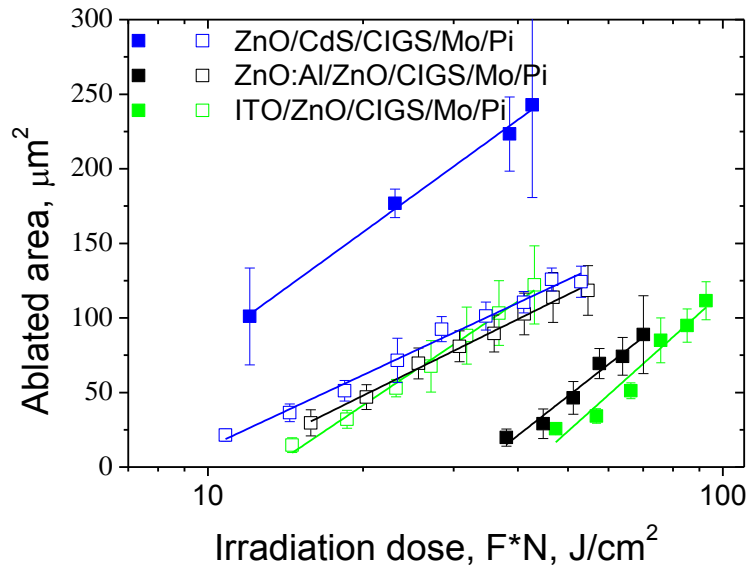 300
250
200
150
100
50
0
Ablated area, μm²
ZnO/CdS/CIGS/Mo/Pi
ZnO:Al/ZnO/CIGS/Mo/Pi
ITO/ZnO/CIGS/Mo/Pi
10
100
Irradiation dose, F*N, J/cm²